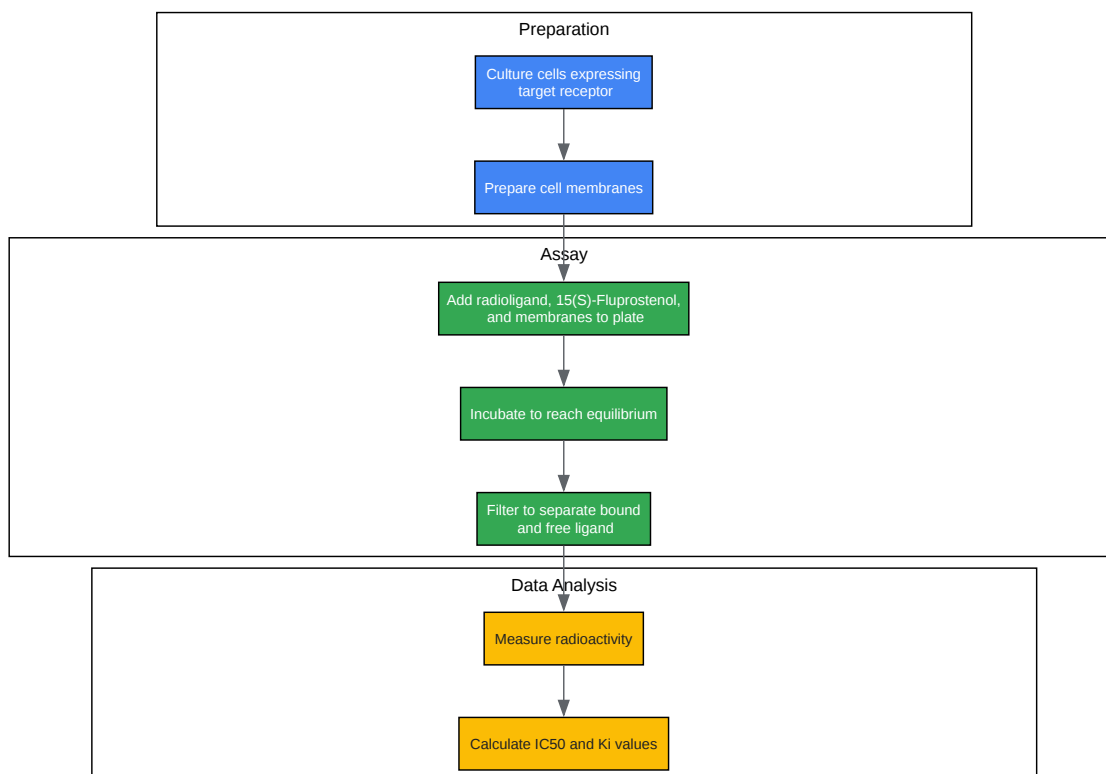 Preparation
Culture cells expressing
target receptor
Prepare cell membranes
Assay
Add radioligand, 15(S)-Fluprostenol,
and membranes to plate
Incubate to reach equilibrium
Filter to separate bound
and free ligand
Data Analysis
Measure radioactivity
Calculate IC50 and Ki values